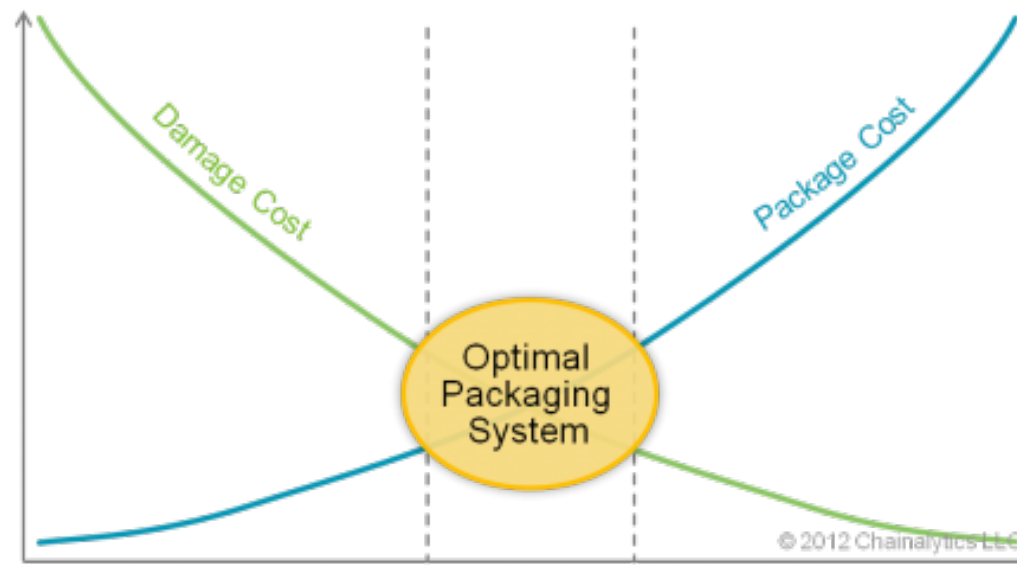 Damage Cost
Package Cost
Optimal
Packaging
System
© 2012 Chainalytics LLC